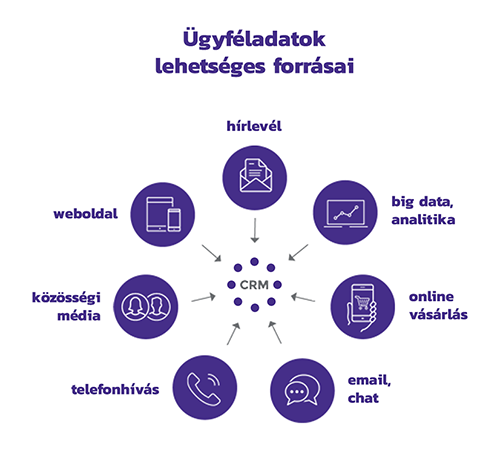 Ügyféladatok
lehetséges forrásai
hírlevél
weboldal
big data,
analitika
CRM
közösségi
média
online
vásárlás
telefonhívás
email,
chat